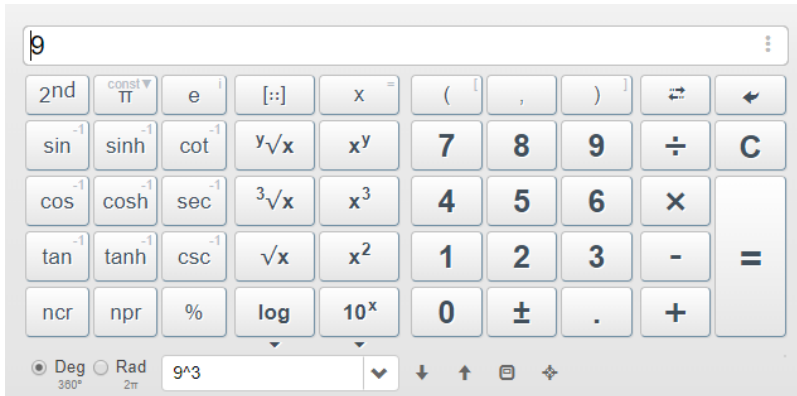 9
2nd const▼ π e i [::] x = ( [ , ) ]
sin -1 sinh -1 cot -1 ʸ√x xʸ 7 8 9 ÷ C
cos -1 cosh -1 sec -1 ³√x x³ 4 5 6 ×
tan -1 tanh -1 csc -1 √x x² 1 2 3 - =
ncr npr % log 10ˣ 0 ± . +
Deg Rad 9^3
360° 2π